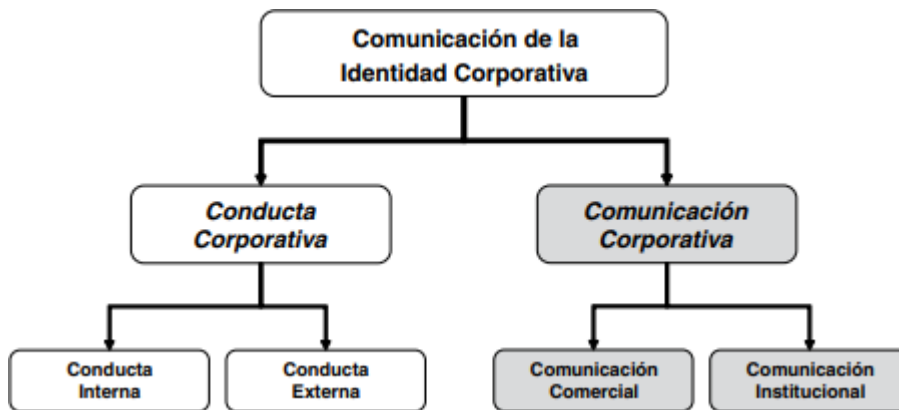 Comunicación de la
Identidad Corporativa
Conducta
Corporativa
Comunicación
Corporativa
Conducta
Interna
Conducta
Externa
Comunicación
Comercial
Comunicación
Institucional